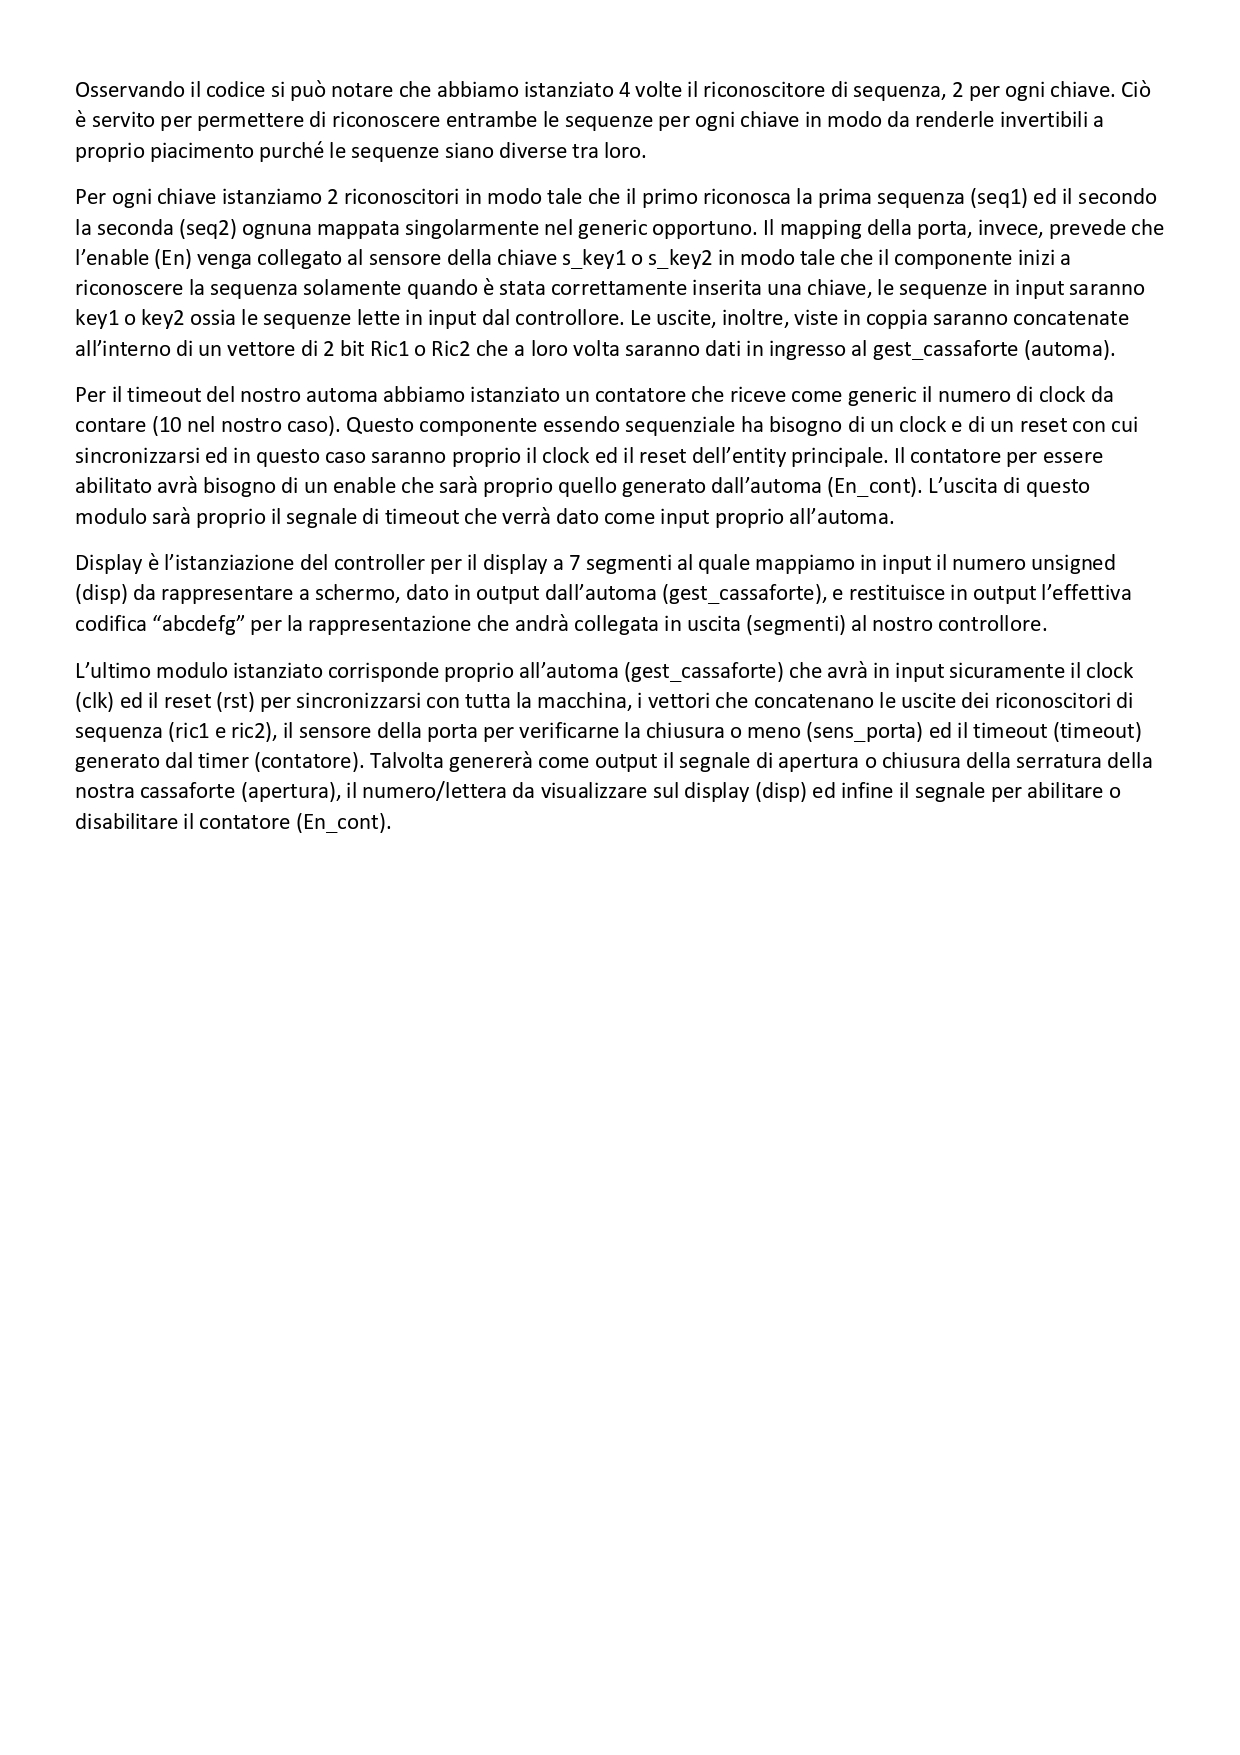 Osservando il codice si può notare che abbiamo istanziato 4 volte il riconoscitore di sequenza, 2 per ogni chiave. Ciò
è servito per permettere di riconoscere entrambe le sequenze per ogni chiave in modo da renderle invertibili a
proprio piacimento purché le sequenze siano diverse tra loro.
Per ogni chiave istanziamo 2 riconoscitori in modo tale che il primo riconosca la prima sequenza (seq1) ed il secondo
la seconda (seq2) ognuna mappata singolarmente nel generic opportuno. Il mapping della porta, invece, prevede che
l’enable (En) venga collegato al sensore della chiave s_key1 o s_key2 in modo tale che il componente inizi a
riconoscere la sequenza solamente quando è stata correttamente inserita una chiave, le sequenze in input saranno
key1 o key2 ossia le sequenze lette in input dal controllore. Le uscite, inoltre, viste in coppia saranno concatenate
all’interno di un vettore di 2 bit Ric1 o Ric2 che a loro volta saranno dati in ingresso al gest_cassaforte (automa).
Per il timeout del nostro automa abbiamo istanziato un contatore che riceve come generic il numero di clock da
contare (10 nel nostro caso). Questo componente essendo sequenziale ha bisogno di un clock e di un reset con cui
sincronizzarsi ed in questo caso saranno proprio il clock ed il reset dell’entity principale. Il contatore per essere
abilitato avrà bisogno di un enable che sarà proprio quello generato dall’automa (En_cont). L’uscita di questo
modulo sarà proprio il segnale di timeout che verrà dato come input proprio all’automa.
Display è l’istanziazione del controller per il display a 7 segmenti al quale mappiamo in input il numero unsigned
(disp) da rappresentare a schermo, dato in output dall’automa (gest_cassaforte), e restituisce in output l’effettiva
codifica “abcdefg” per la rappresentazione che andrà collegata in uscita (segmenti) al nostro controllore.
L’ultimo modulo istanziato corrisponde proprio all’automa (gest_cassaforte) che avrà in input sicuramente il clock
(clk) ed il reset (rst) per sincronizzarsi con tutta la macchina, i vettori che concatenano le uscite dei riconoscitori di
sequenza (ric1 e ric2), il sensore della porta per verificarne la chiusura o meno (sens_porta) ed il timeout (timeout)
generato dal timer (contatore). Talvolta genererà come output il segnale di apertura o chiusura della serratura della
nostra cassaforte (apertura), il numero/lettera da visualizzare sul display (disp) ed infine il segnale per abilitare o
disabilitare il contatore (En_cont).